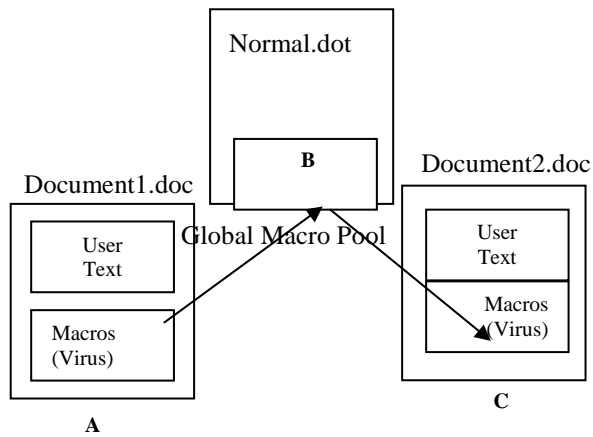 Normal.dot
B
Document2.doc
Document1.doc
User
Text
Global Macro Pool
User
Text
Macros
(Virus)
Macros
(Virus)
C
A